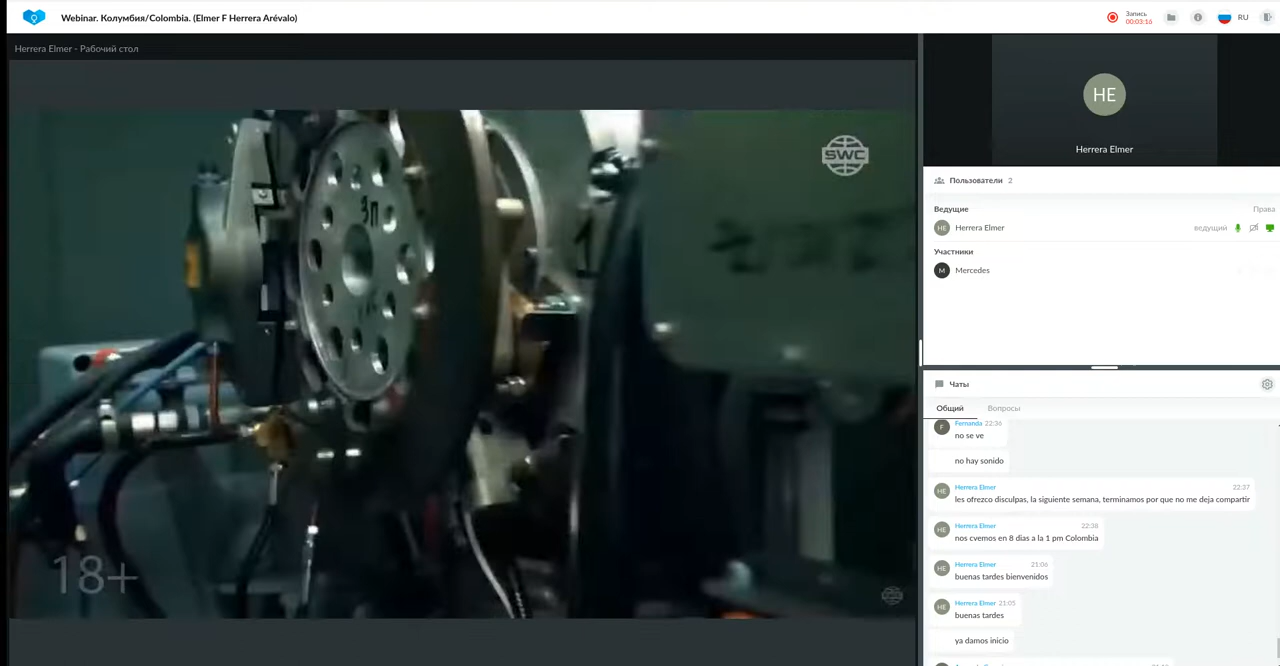 Webinar. Колумбия/Colombia. (Elmer F Herrera Arévalo)
Запись
00:03:16
RU
Herrera Elmer - Рабочий стол
SWC
3П
18+
HE
Herrera Elmer
Пользователи 2
Ведущие
Права
HE
Herrera Elmer
ведущий
Участники
M
Mercedes
Чаты
Общий
Вопросы
F
Fernanda 22:36
no se ve
no hay sonido
HE
Herrera Elmer
22:37
les ofrezco disculpas, la siguiente semana, terminamos por que no me deja compartir
HE
Herrera Elmer
22:38
nos cvemos en 8 dias a la 1 pm Colombia
HE
Herrera Elmer
21:06
buenas tardes bienvenidos
HE
Herrera Elmer 21:05
buenas tardes
ya damos inicio